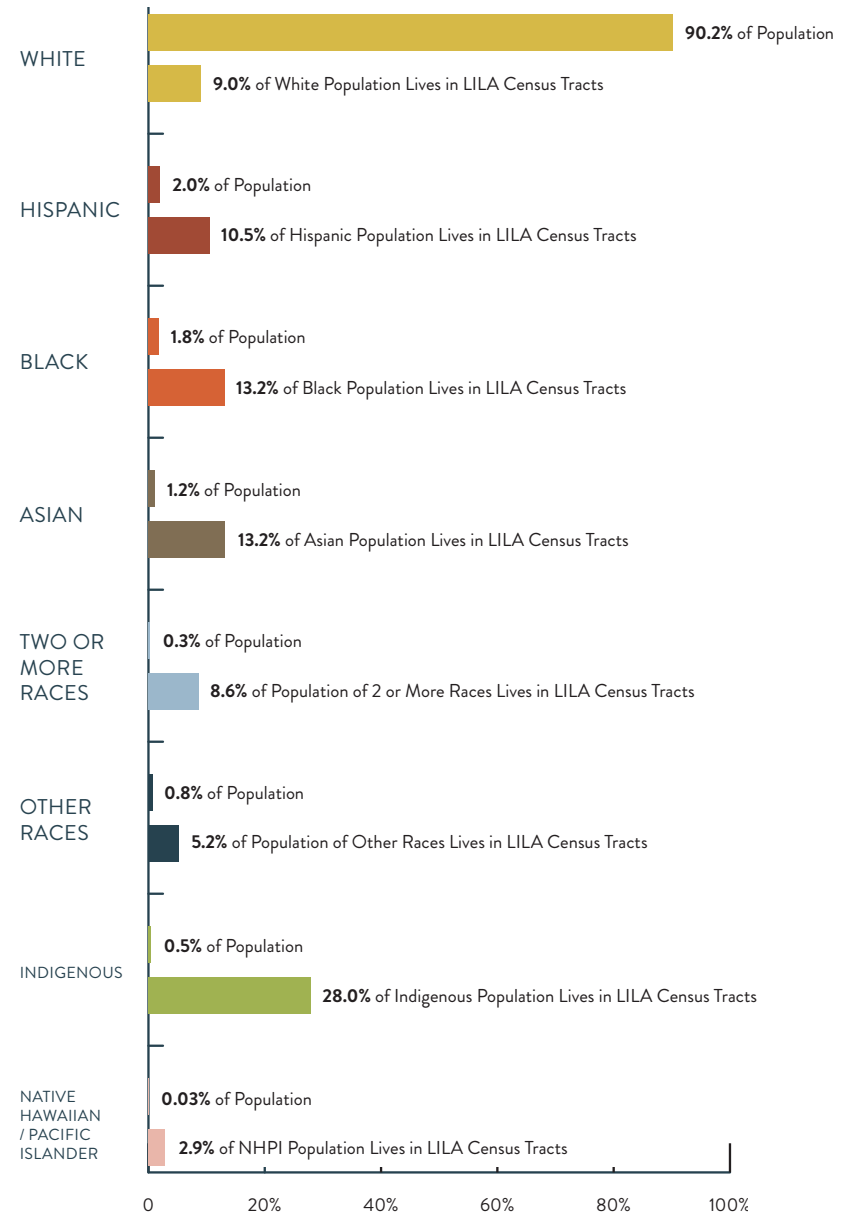 90.2% of Population
WHITE
9.0% of White Population Lives in LILA Census Tracts
2.0% of Population
HISPANIC
10.5% of Hispanic Population Lives in LILA Census Tracts
1.8% of Population
BLACK
13.2% of Black Population Lives in LILA Census Tracts
1.2% of Population
ASIAN
13.2% of Asian Population Lives in LILA Census Tracts
TWO OR
MORE
RACES
0.3% of Population
8.6% of Population of 2 or More Races Lives in LILA Census Tracts
OTHER
RACES
0.8% of Population
5.2% of Population of Other Races Lives in LILA Census Tracts
0.5% of Population
INDIGENOUS
28.0% of Indigenous Population Lives in LILA Census Tracts
NATIVE
HAWAIIAN
/ PACIFIC
ISLANDER
0.03% of Population
2.9% of NHPI Population Lives in LILA Census Tracts
0 20% 40% 60% 80% 100%